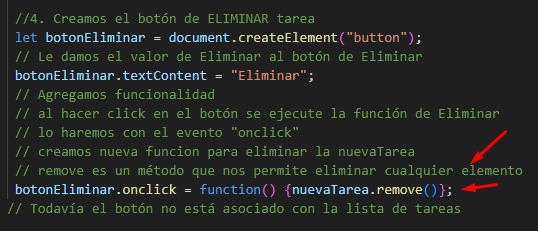 //4. Creamos el botón de ELIMINAR tarea
let botonEliminar = document.createElement("button");
// Le damos el valor de Eliminar al botón de Eliminar
botonEliminar.textContent = "Eliminar";
// Agregamos funcionalidad
// al hacer click en el botón se ejecute la función de Eliminar
// lo haremos con el evento "onclick"
// creamos nueva funcion para eliminar la nuevaTarea
// remove es un método que nos permite eliminar cualquier elemento
botonEliminar.onclick = function() {nuevaTarea.remove()};
// Todavía el botón no está asociado con la lista de tareas